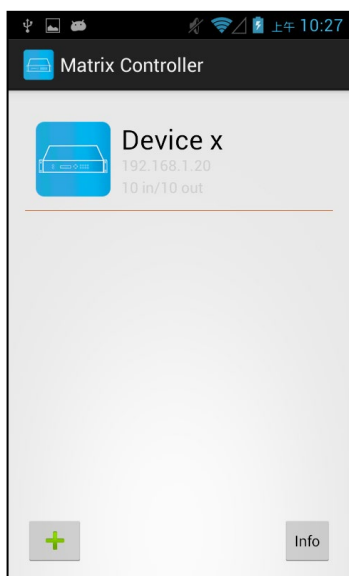 上午 10:27
Matrix Controller
Device x
192.168.1.20
10 in/10 out
Info